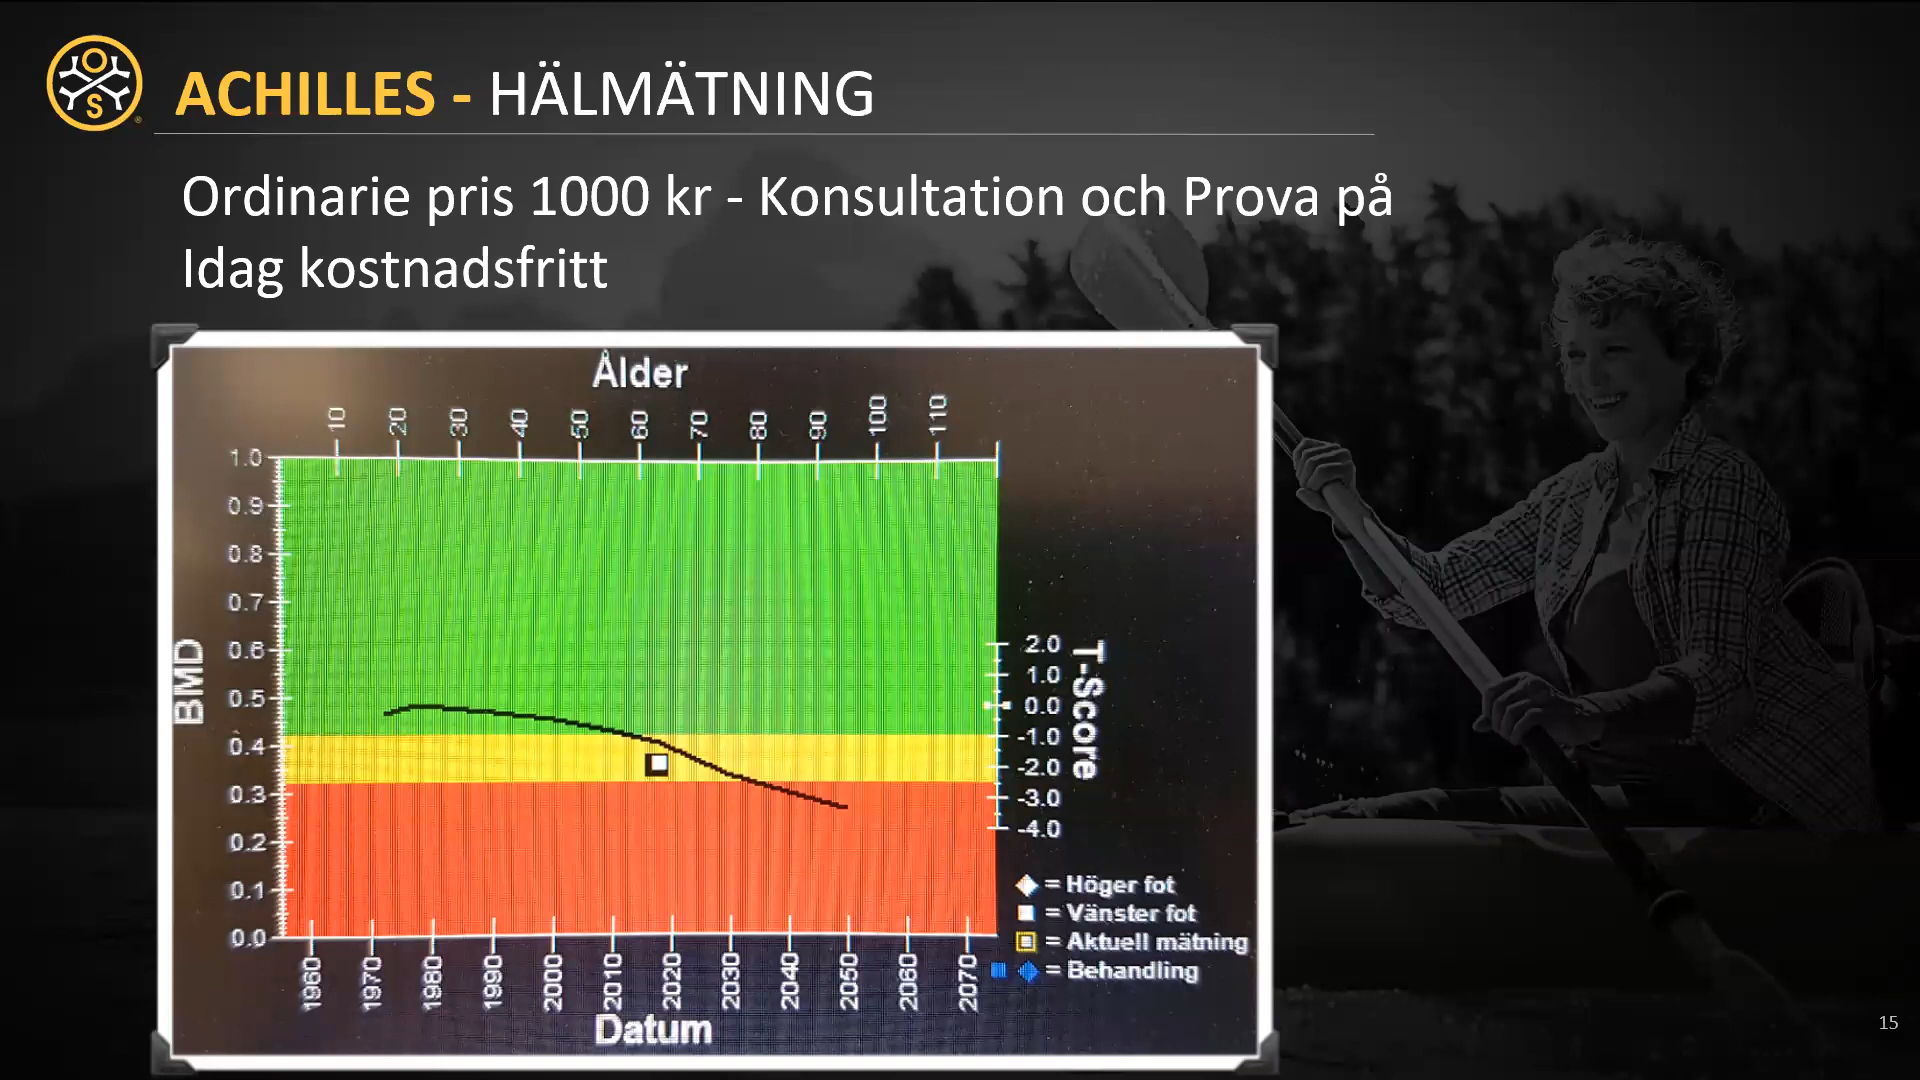 O
S
®
ACHILLES - HÄLMÄTNING
Ordinarie pris 1000 kr - Konsultation och Prova på
Idag kostnadsfritt
Ålder
10 20 30 40 50 60 70 80 90 100 110
1.0
0.9
0.8
0.7
0.6
0.5
0.4
0.3
0.2
0.1
0.0
BMD
2.0
1.0
0.0
-1.0
-2.0
-3.0
-4.0
T-Score
= Höger fot
= Vänster fot
= Aktuell mätning
= Behandling
1960 1970 1980 1990 2000 2010 2020 2030 2040 2050 2060 2070
Datum
15